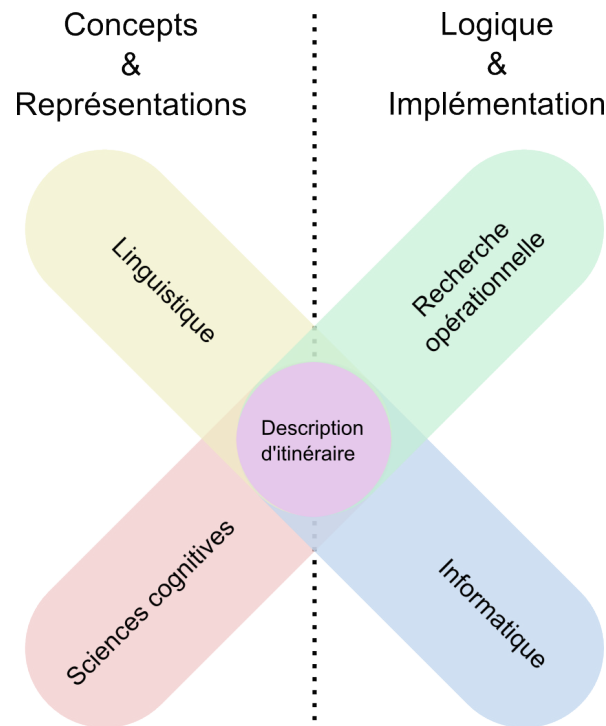 Concepts
&
Représentations
Logique
&
Implémentation
Linguistique
Recherche
opérationnelle
Description
d'itinéraire
Sciences cognitives
Informatique